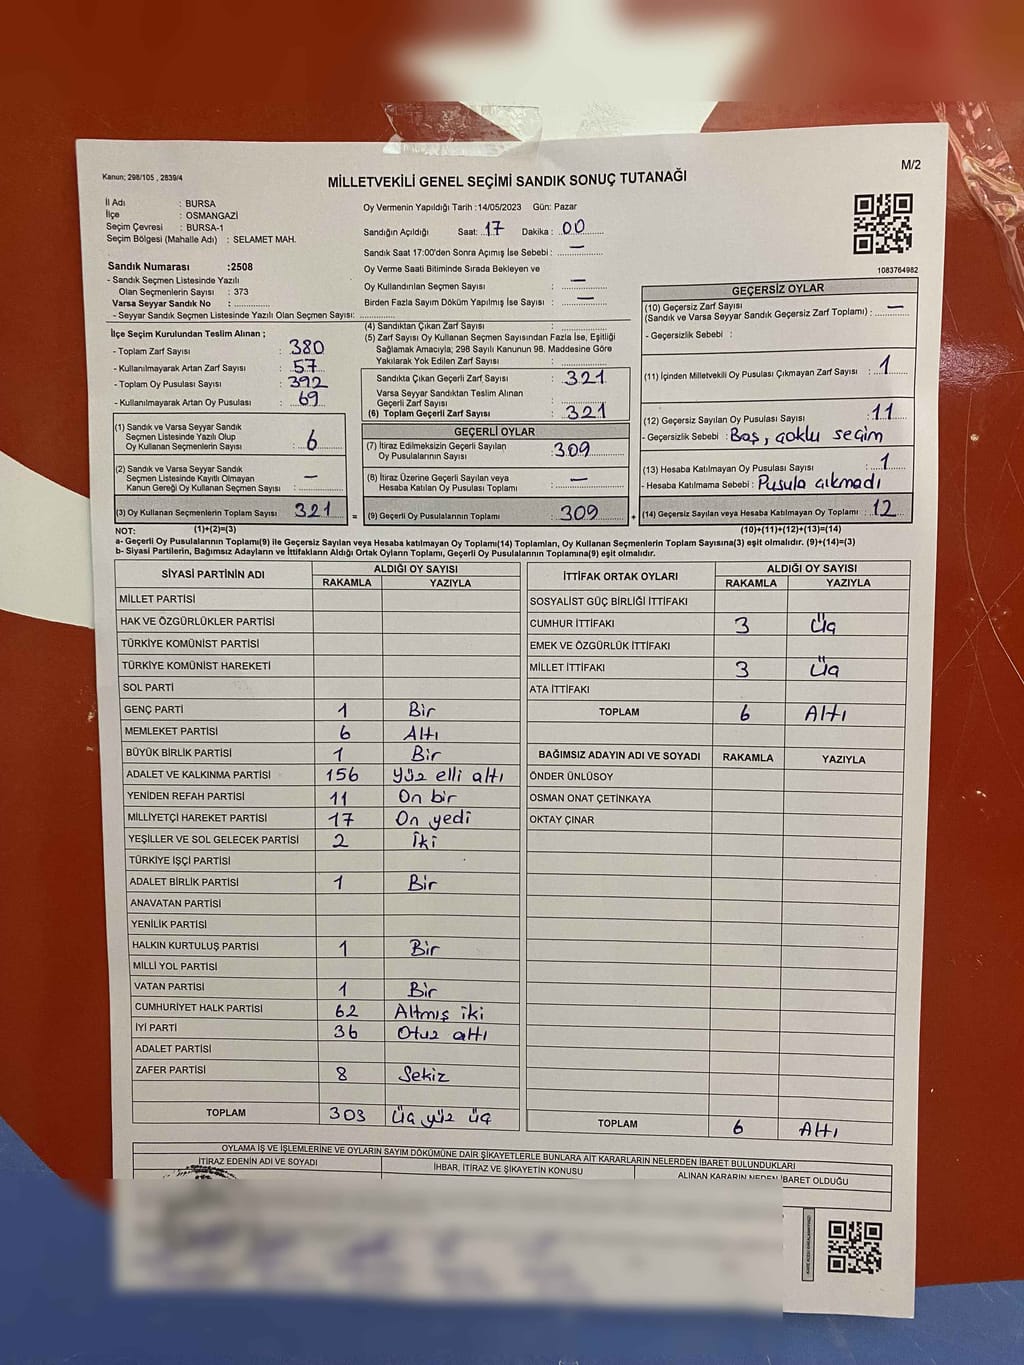 Kanun; 298/105 , 2839/4
M/2
MİLLETVEKİLİ GENEL SEÇİMİ SANDIK SONUÇ TUTANAĞI
İl Adı : BURSA
İlçe : OSMANGAZİ
Seçim Çevresi : BURSA-1
Seçim Bölgesi (Mahalle Adı) : SELAMET MAH.
Oy Vermenin Yapıldığı Tarih :14/05/2023 Gün: Pazar
Sandığın Açıldığı Saat: 17 Dakika : 00
Sandık Saat 17:00'den Sonra Açımış İse Sebebi : —
Oy Verme Saati Bitiminde Sırada Bekleyen ve
Oy Kullandırılan Seçmen Sayısı : —
Birden Fazla Sayım Döküm Yapılmış İse Sayısı : —
1083764982
Sandık Numarası :2508
- Sandık Seçmen Listesinde Yazılı
Olan Seçmenlerin Sayısı : 373
Varsa Seyyar Sandık No :
- Seyyar Sandık Seçmen Listesinde Yazılı Olan Seçmen Sayısı:
İlçe Seçim Kurulundan Teslim Alınan ;
- Toplam Zarf Sayısı : 380
- Kullanılmayarak Artan Zarf Sayısı : 57
- Toplam Oy Pusulası Sayısı : 392
- Kullanılmayarak Artan Oy Pusulası : 69
(1) Sandık ve Varsa Seyyar Sandık
Seçmen Listesinde Yazılı Olup
Oy Kullanan Seçmenlerin Sayısı : 6
(2) Sandık ve Varsa Seyyar Sandık
Seçmen Listesinde Kayıtlı Olmayan
Kanun Gereği Oy Kullanan Seçmen Sayısı : —
(3) Oy Kullanan Seçmenlerin Toplam Sayısı : 321
(4) Sandıktan Çıkan Zarf Sayısı :
(5) Zarf Sayısı Oy Kullanan Seçmen Sayısından Fazla İse, Eşitliği
Sağlamak Amacıyla; 298 Sayılı Kanunun 98. Maddesine Göre
Yakılarak Yok Edilen Zarf Sayısı :
Sandıkta Çıkan Geçerli Zarf Sayısı : 321
Varsa Seyyar Sandıktan Teslim Alınan
Geçerli Zarf Sayısı :
(6) Toplam Geçerli Zarf Sayısı : 321
GEÇERLİ OYLAR
(7) İtiraz Edilmeksizin Geçerli Sayılan
Oy Pusulalarının Sayısı : 309
(8) İtiraz Üzerine Geçerli Sayılan veya
Hesaba Katılan Oy Pusulası Toplamı : —
= (9) Geçerli Oy Pusulalarının Toplamı : 309 +
GEÇERSİZ OYLAR
(10) Geçersiz Zarf Sayısı
(Sandık ve Varsa Seyyar Sandık Geçersiz Zarf Toplamı) : —
- Geçersizlik Sebebi :
(11) İçinden Milletvekili Oy Pusulası Çıkmayan Zarf Sayısı : 1
(12) Geçersiz Sayılan Oy Pusulası Sayısı : 11
- Geçersizlik Sebebi : Boş, çoklu seçim
(13) Hesaba Katılmayan Oy Pusulası Sayısı : 1
- Hesaba Katılmama Sebebi : Pusula çıkmadı
(14) Geçersiz Sayılan veya Hesaba Katılmayan Oy Toplamı : 12
NOT: (1)+(2)=(3)
(10)+(11)+(12)+(13)=(14)
a- Geçerli Oy Pusulasının Toplamı(9) ile Geçersiz Sayılan veya Hesaba katılmayan Oy Toplamı(14) Toplamları, Oy Kullanan Seçmenlerin Toplam Sayısına(3) eşit olmalıdır. (9)+(14)=(3)
b- Siyasi Partilerin, Bağımsız Adayların ve İttifakların Aldığı Ortak Oyların Toplamı, Geçerli Oy Pusulalarının Toplamına(9) eşit olmalıdır.
SİYASİ PARTİNİN ADI ALDIĞI OY SAYISI
RAKAMLA YAZIYLA
MİLLET PARTİSİ
HAK VE ÖZGÜRLÜKLER PARTİSİ
TÜRKİYE KOMÜNİST PARTİSİ
TÜRKİYE KOMÜNİST HAREKETİ
SOL PARTİ
GENÇ PARTİ 1 Bir
MEMLEKET PARTİSİ 6 Altı
BÜYÜK BİRLİK PARTİSİ 1 Bir
ADALET VE KALKINMA PARTİSİ 156 Yüz elli altı
YENİDEN REFAH PARTİSİ 11 On bir
MİLLİYETÇİ HAREKET PARTİSİ 17 On yedi
YEŞİLLER VE SOL GELECEK PARTİSİ 2 İki
TÜRKİYE İŞÇİ PARTİSİ
ADALET BİRLİK PARTİSİ 1 Bir
ANAVATAN PARTİSİ
YENİLİK PARTİSİ
HALKIN KURTULUŞ PARTİSİ 1 Bir
MİLLİ YOL PARTİSİ
VATAN PARTİSİ 1 Bir
CUMHURİYET HALK PARTİSİ 62 Altmış iki
İYİ PARTİ 36 Otuz altı
ADALET PARTİSİ
ZAFER PARTİSİ 8 Sekiz
TOPLAM 303 Üç yüz üç
İTTİFAK ORTAK OYLARI ALDIĞI OY SAYISI
RAKAMLA YAZIYLA
SOSYALİST GÜÇ BİRLİĞİ İTTİFAKI
CUMHUR İTTİFAKI 3 Üç
EMEK VE ÖZGÜRLÜK İTTİFAKI
MİLLET İTTİFAKI 3 Üç
ATA İTTİFAKI
TOPLAM 6 Altı
BAĞIMSIZ ADAYIN ADI VE SOYADI RAKAMLA YAZIYLA
ÖNDER ÜNLÜSOY
OSMAN ONAT ÇETİNKAYA
OKTAY ÇINAR
TOPLAM 6 Altı
OYLAMA İŞ VE İŞLEMLERİNE VE OYLARIN SAYIM DÖKÜMÜNE DAİR ŞİKAYETLERLE BUNLARA AİT KARARLARIN NELERDEN İBARET BULUNDUKLARI
İTİRAZ EDENİN ADI VE SOYADI
İHBAR, İTİRAZ VE ŞİKAYETİN KONUSU
ALINAN KARARIN NEDEN İBARET OLDUĞU